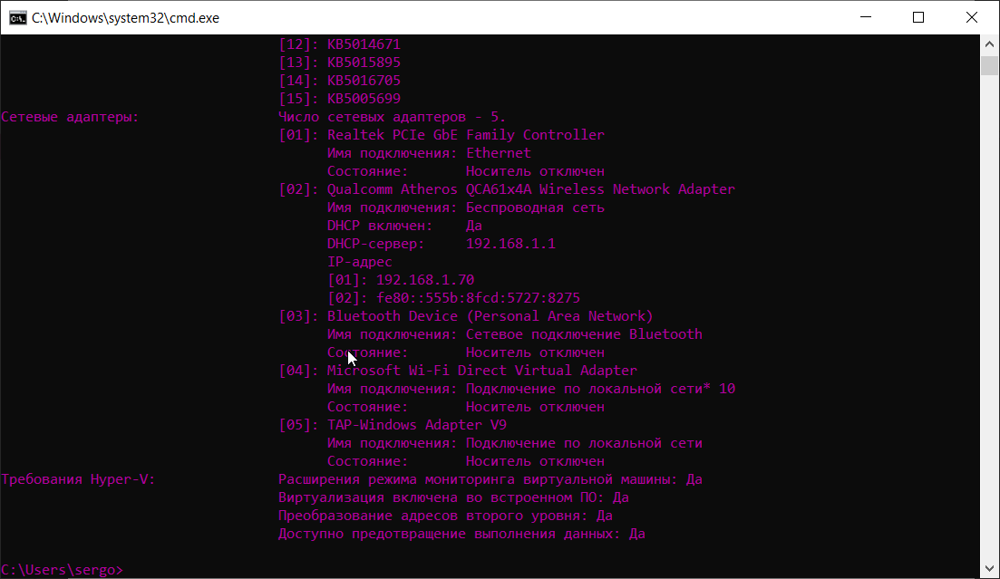 C:\Windows\system32\cmd.exe
[12]: KB5014671
[13]: KB5015895
[14]: KB5016705
[15]: KB5005699
Сетевые адаптеры: Число сетевых адаптеров - 5.
[01]: Realtek PCIe GbE Family Controller
Имя подключения: Ethernet
Состояние: Носитель отключен
[02]: Qualcomm Atheros QCA61x4A Wireless Network Adapter
Имя подключения: Беспроводная сеть
DHCP включен: Да
DHCP-сервер: 192.168.1.1
IP-адрес
[01]: 192.168.1.70
[02]: fe80::555b:8fcd:5727:8275
[03]: Bluetooth Device (Personal Area Network)
Имя подключения: Сетевое подключение Bluetooth
Состояние: Носитель отключен
[04]: Microsoft Wi-Fi Direct Virtual Adapter
Имя подключения: Подключение по локальной сети* 10
Состояние: Носитель отключен
[05]: TAP-Windows Adapter V9
Имя подключения: Подключение по локальной сети
Состояние: Носитель отключен
Требования Hyper-V: Расширения режима мониторинга виртуальной машины: Да
Виртуализация включена во встроенном ПО: Да
Преобразование адресов второго уровня: Да
Доступно предотвращение выполнения данных: Да
C:\Users\sergo>